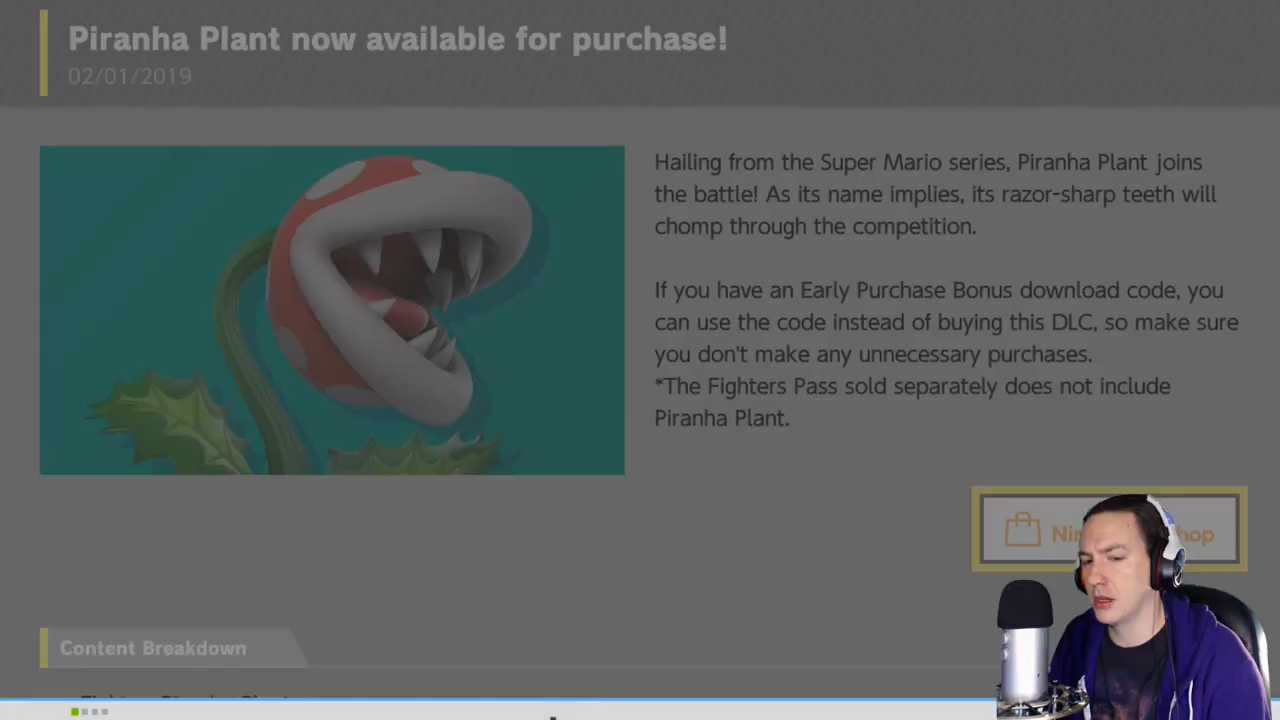 Piranha Plant now available for purchase!
02/01/2019
Hailing from the Super Mario series, Piranha Plant joins
the battle! As its name implies, its razor-sharp teeth will
chomp through the competition.
If you have an Early Purchase Bonus download code, you
can use the code instead of buying this DLC, so make sure
you don't make any unnecessary purchases.
*The Fighters Pass sold separately does not include
Piranha Plant.
Content Breakdown